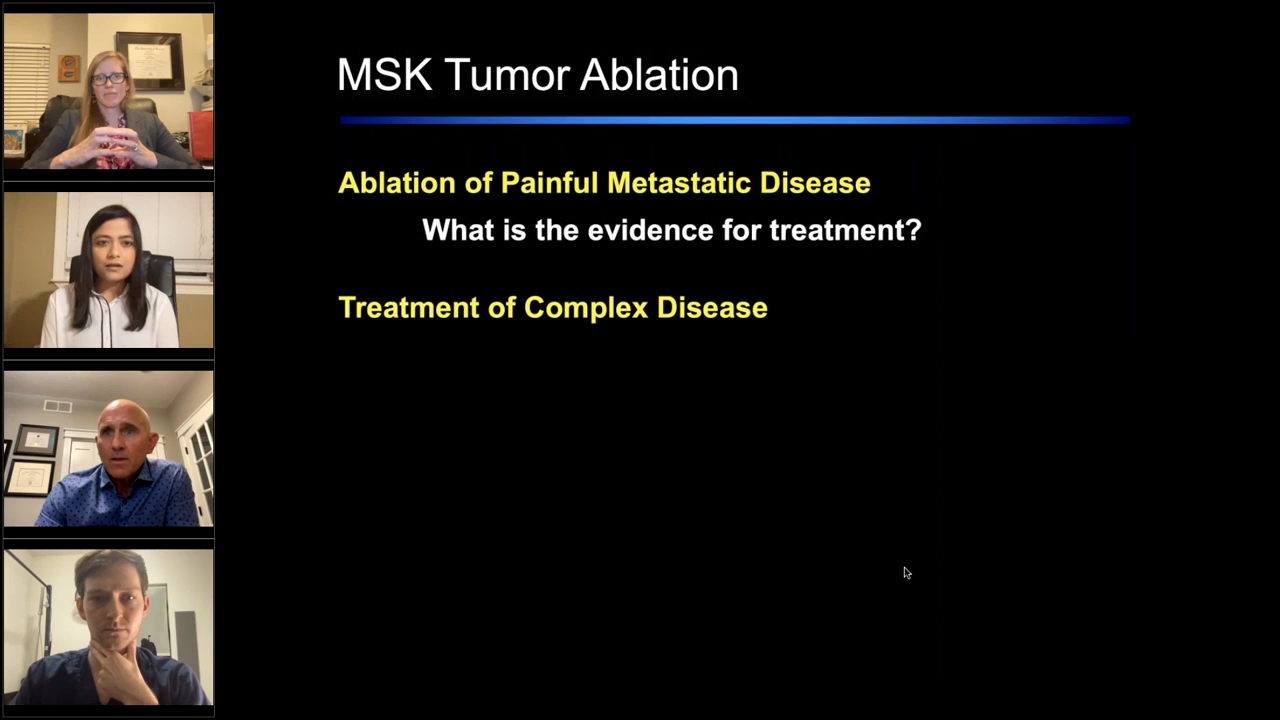 MSK Tumor Ablation
Ablation of Painful Metastatic Disease
What is the evidence for treatment?
Treatment of Complex Disease